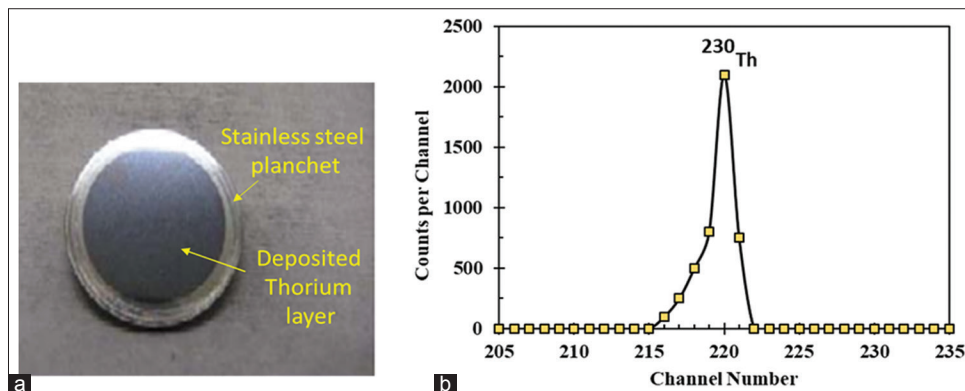 Stainless steel
planchet
Deposited
Thorium
layer
a
230Th
Counts per Channel
2500
2000
1500
1000
500
0
205 210 215 220 225 230 235
Channel Number
b